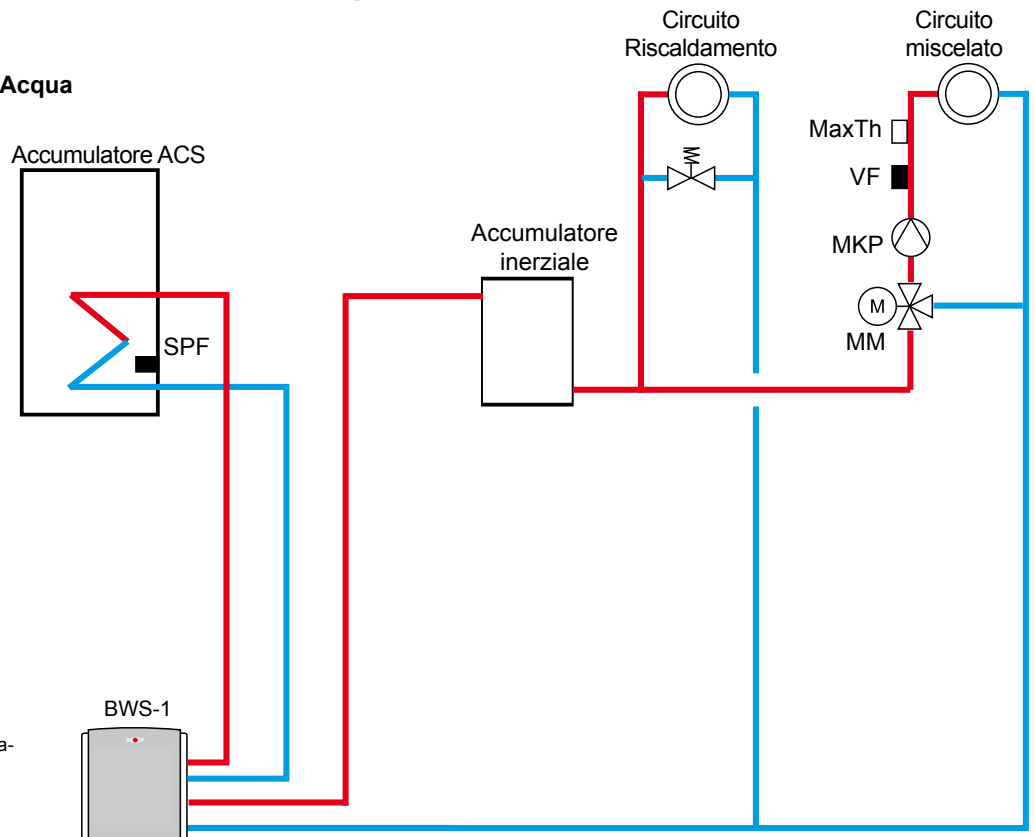 Circuito
Riscaldamento
Circuito
miscelato
Acqua
MaxTh
Accumulatore ACS
VF
Accumulatore
inerziale
MKP
M
MM
SPF
BWS-1
a-